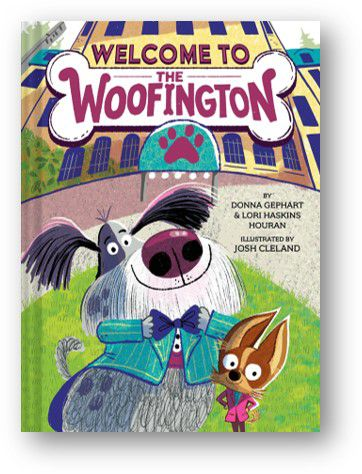 WELCOME TO
THE
WOOFINGTON
BY
DONNA GEPHART
& LORI HASKINS
HOURAN
ILLUSTRATED BY
JOSH CLELAND